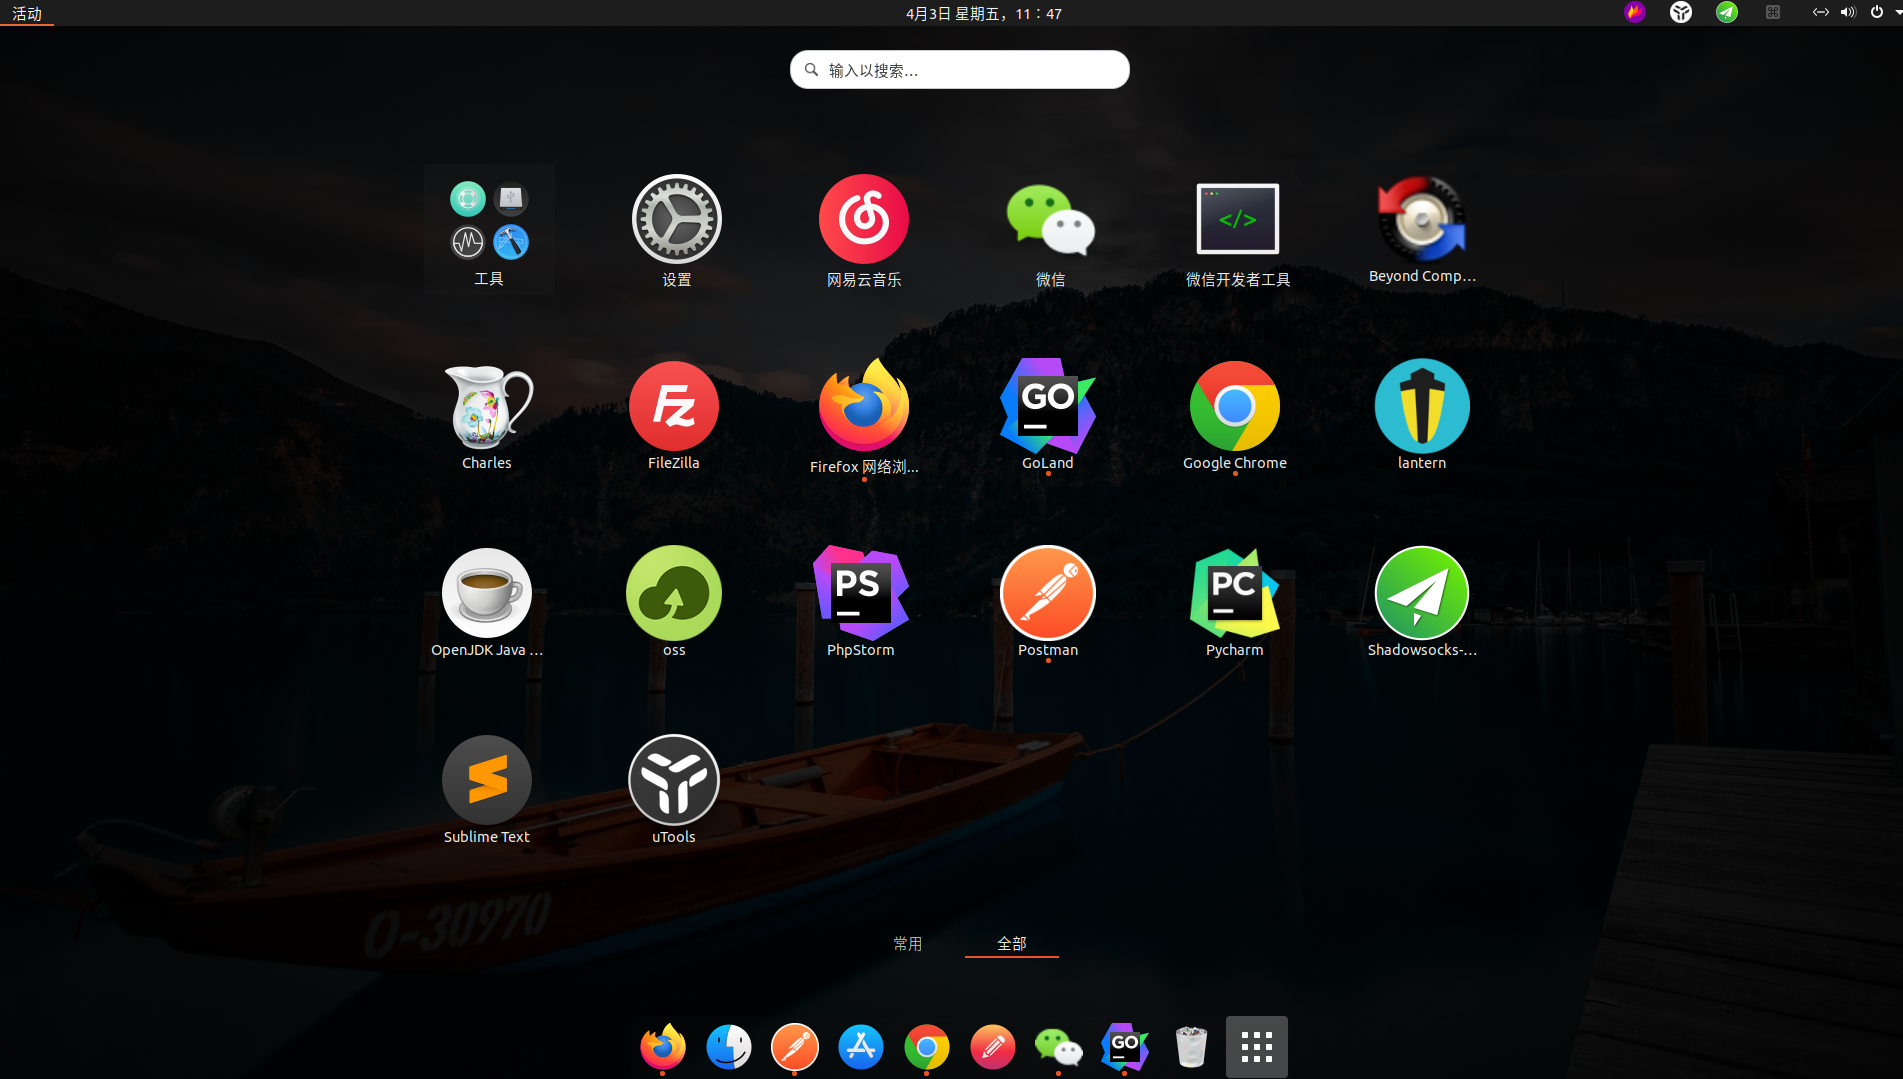 活动
4月3日 星期五，11：47
输入以搜索...
工具
设置
网易云音乐
微信
</>
微信开发者工具
Beyond Comp...
Charles
FZ
FileZilla
Firefox 网络浏...
GO
GoLand
Google Chrome
lantern
OpenJDK Java ...
oss
PS
PhpStorm
Postman
PC
Pycharm
Shadowsocks-...
Sublime Text
uTools
O-30970
常用
全部
GO